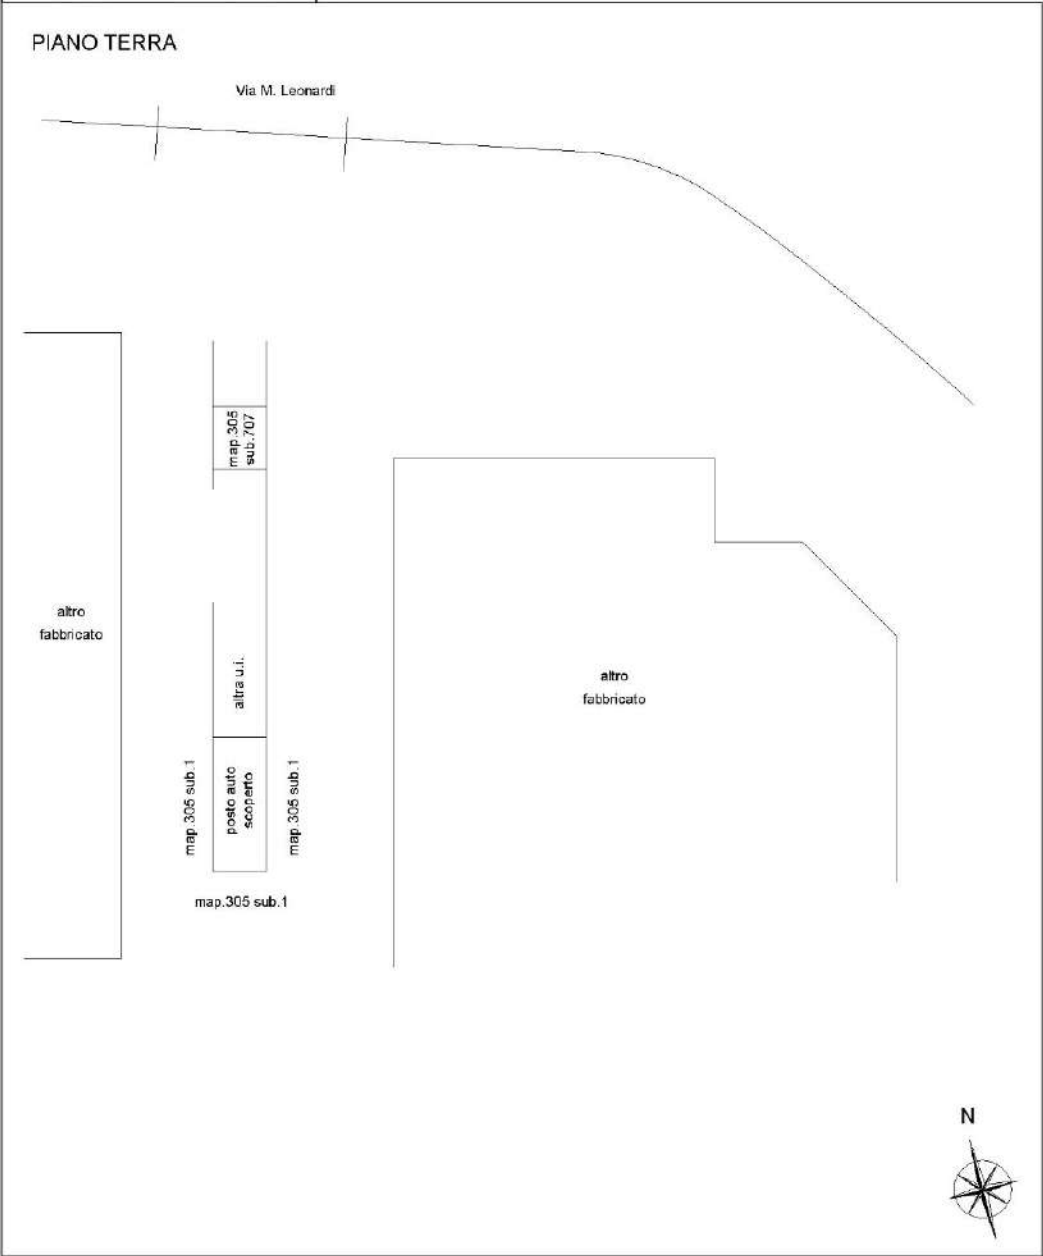 PIANO TERRA
Via M. Leonardi
map.305
sub.707
altro
fabbricato
altra u.i.
altro
fabbricato
map.305 sub.1
posto auto
scoperto
map.305 sub.1
map.305 sub.1
N